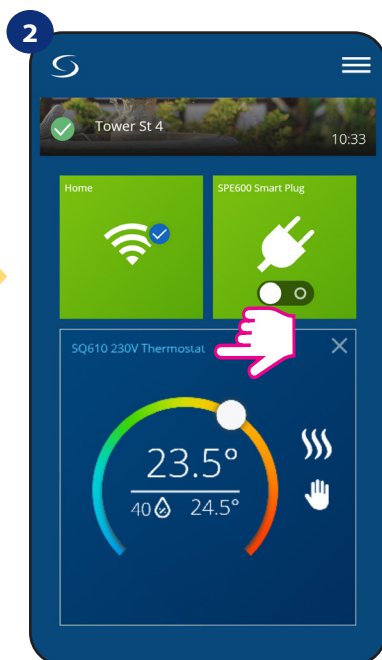 2
Tower St 4
10:33
Home
SPE600 Smart Plug
SQ610 230V Thermostat
23.5°
40 24.5°